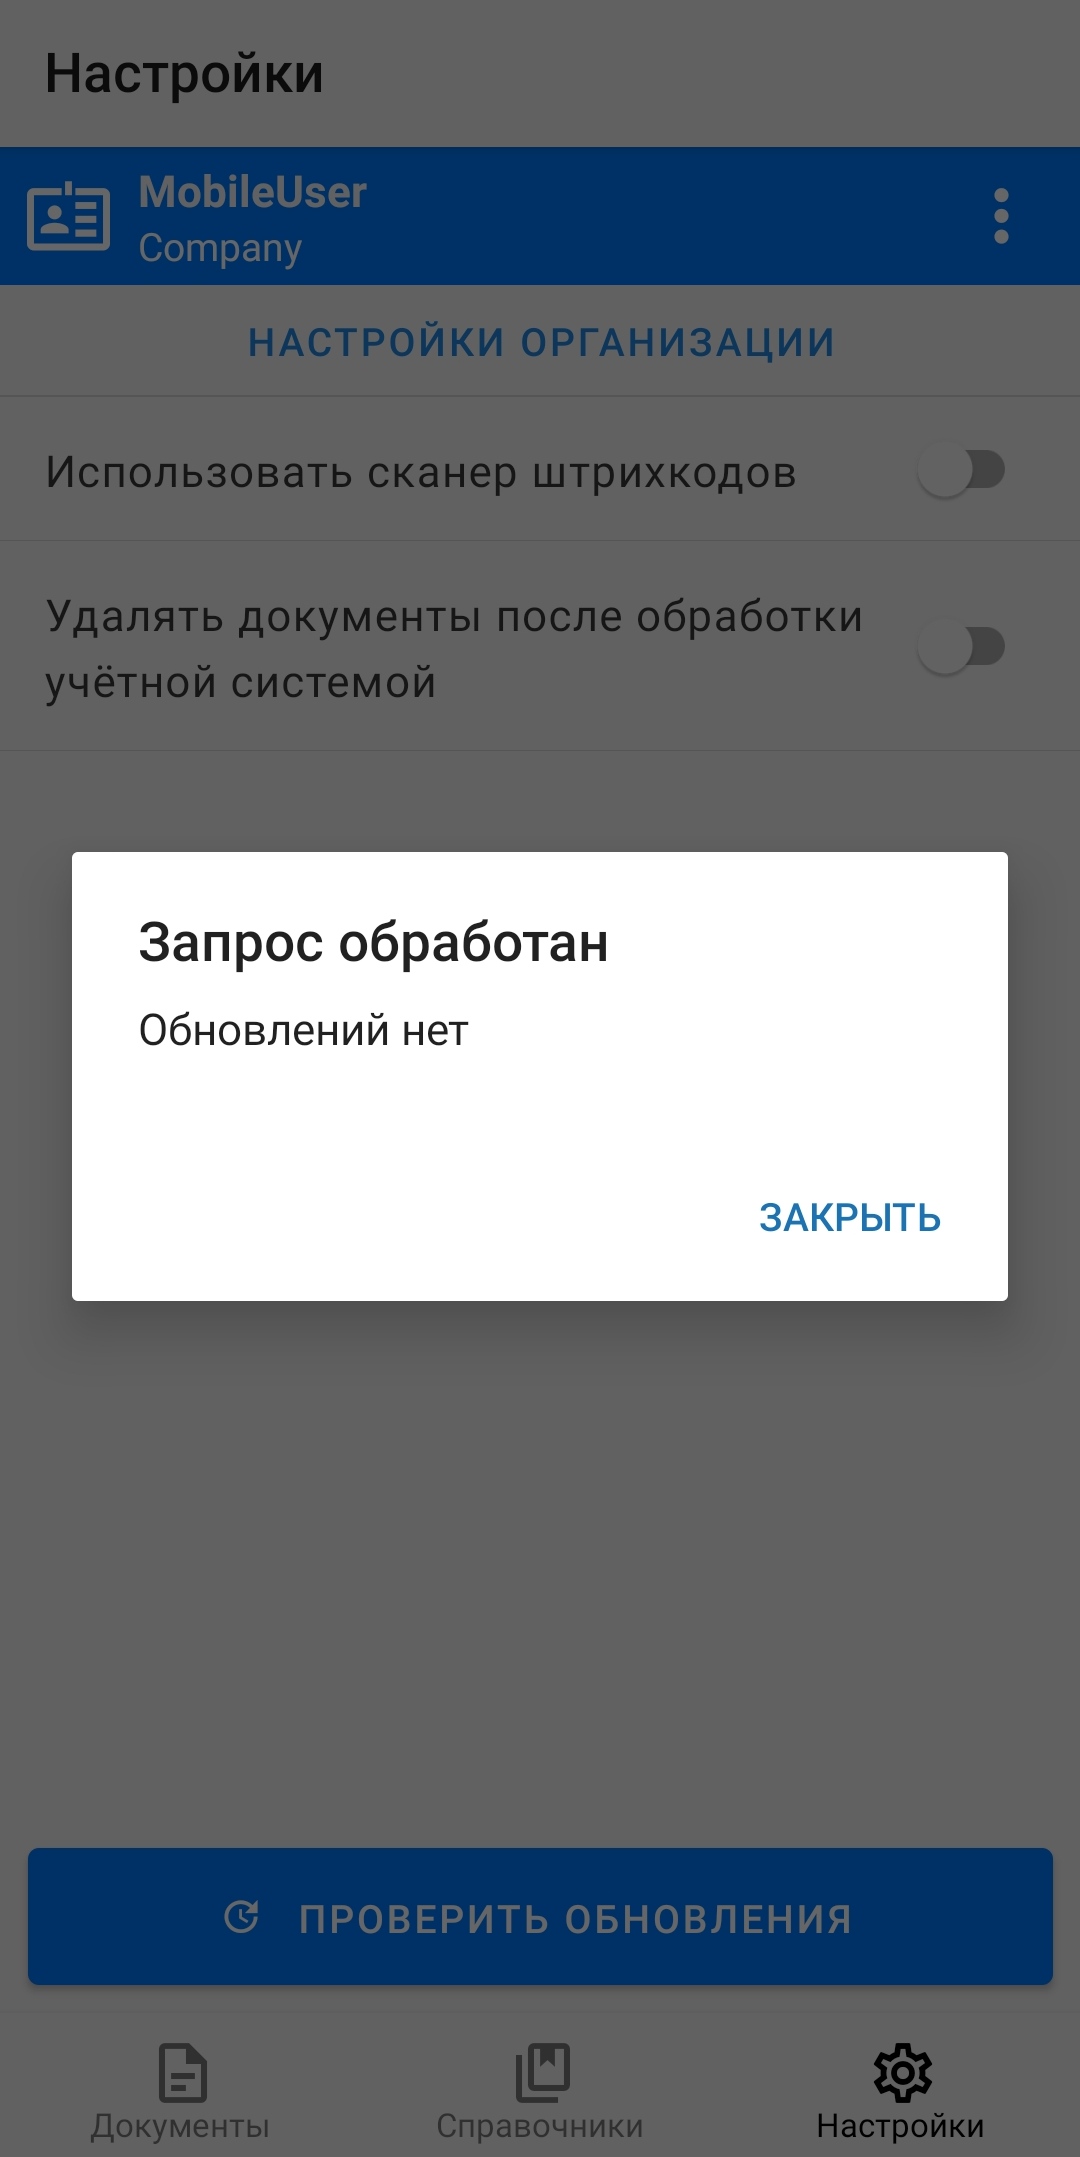 Настройки
MobileUser
Company
НАСТРОЙКИ ОРГАНИЗАЦИИ
Использовать сканер штрихкодов
Удалять документы после обработки
учётной системой
Запрос обработан
Обновлений нет
ЗАКРЫТЬ
ПРОВЕРИТЬ ОБНОВЛЕНИЯ
Документы
Справочники
Настройки